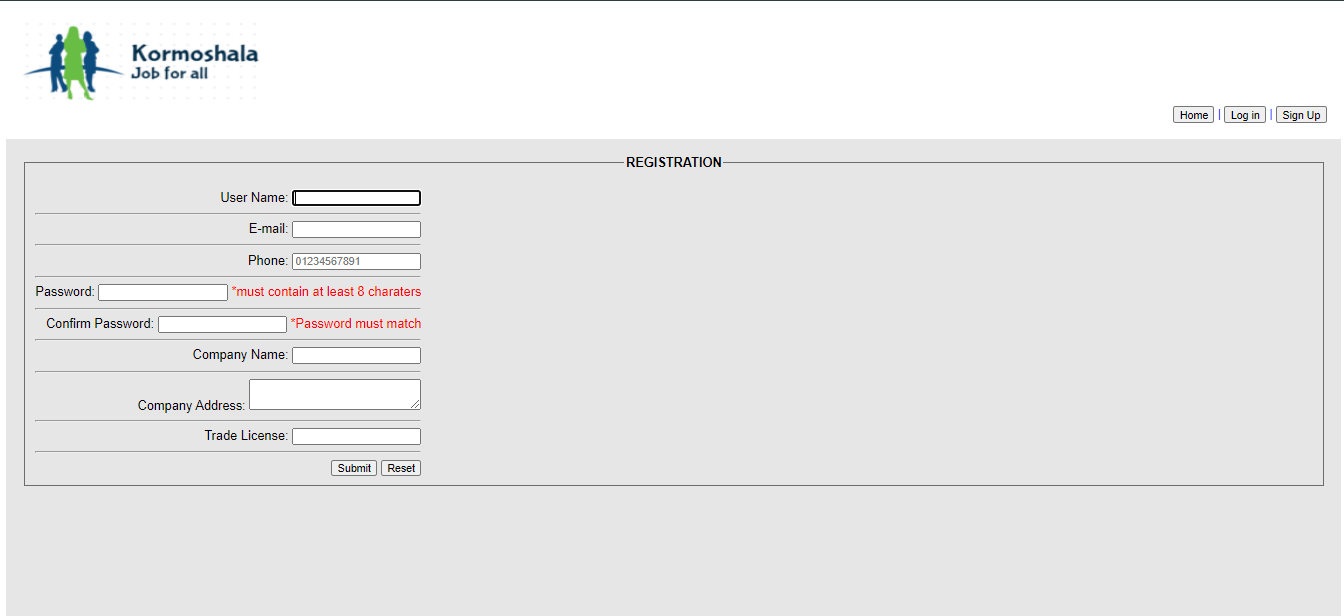 Kormoshala
Job for all
Home | Log in | Sign Up
REGISTRATION
User Name:
E-mail:
Phone: 01234567891
Password: *must contain at least 8 charaters
Confirm Password: *Password must match
Company Name:
Company Address:
Trade License:
Submit Reset